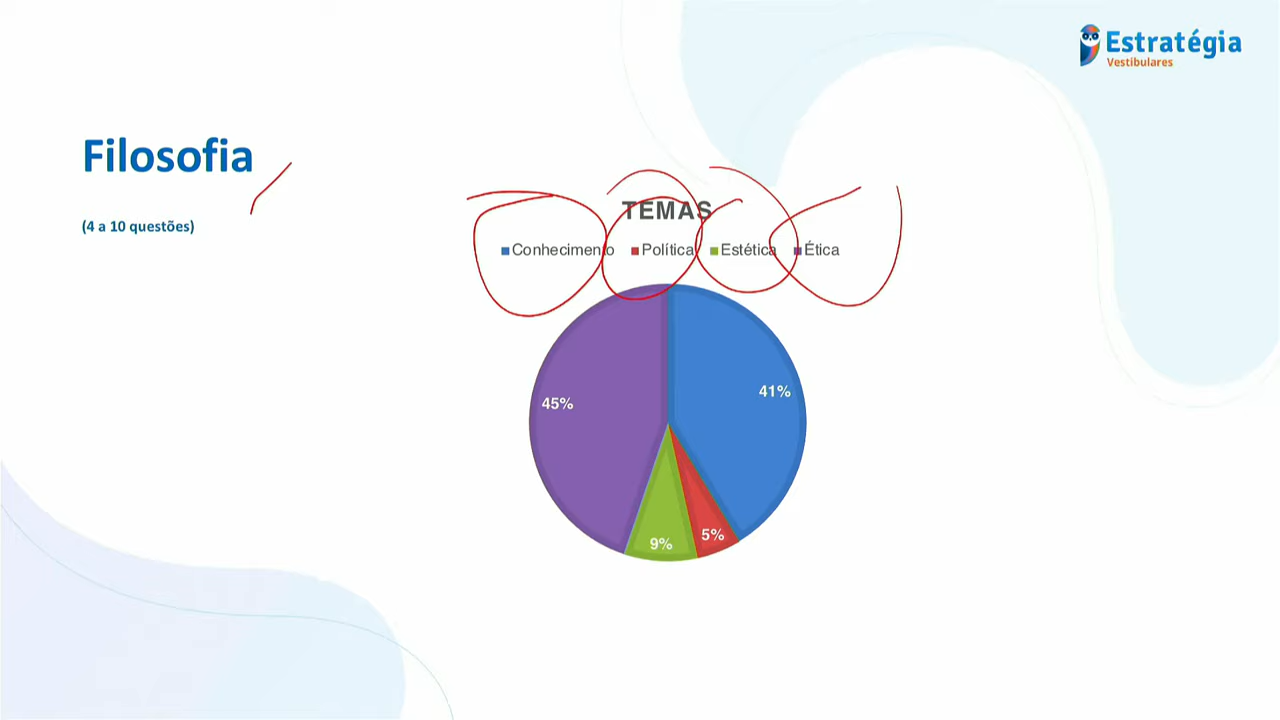 Estratégia
Vestibulares
Filosofia
(4 a 10 questões)
TEMAS
Conhecimento Política Estética Ética
41%
45%
5%
9%